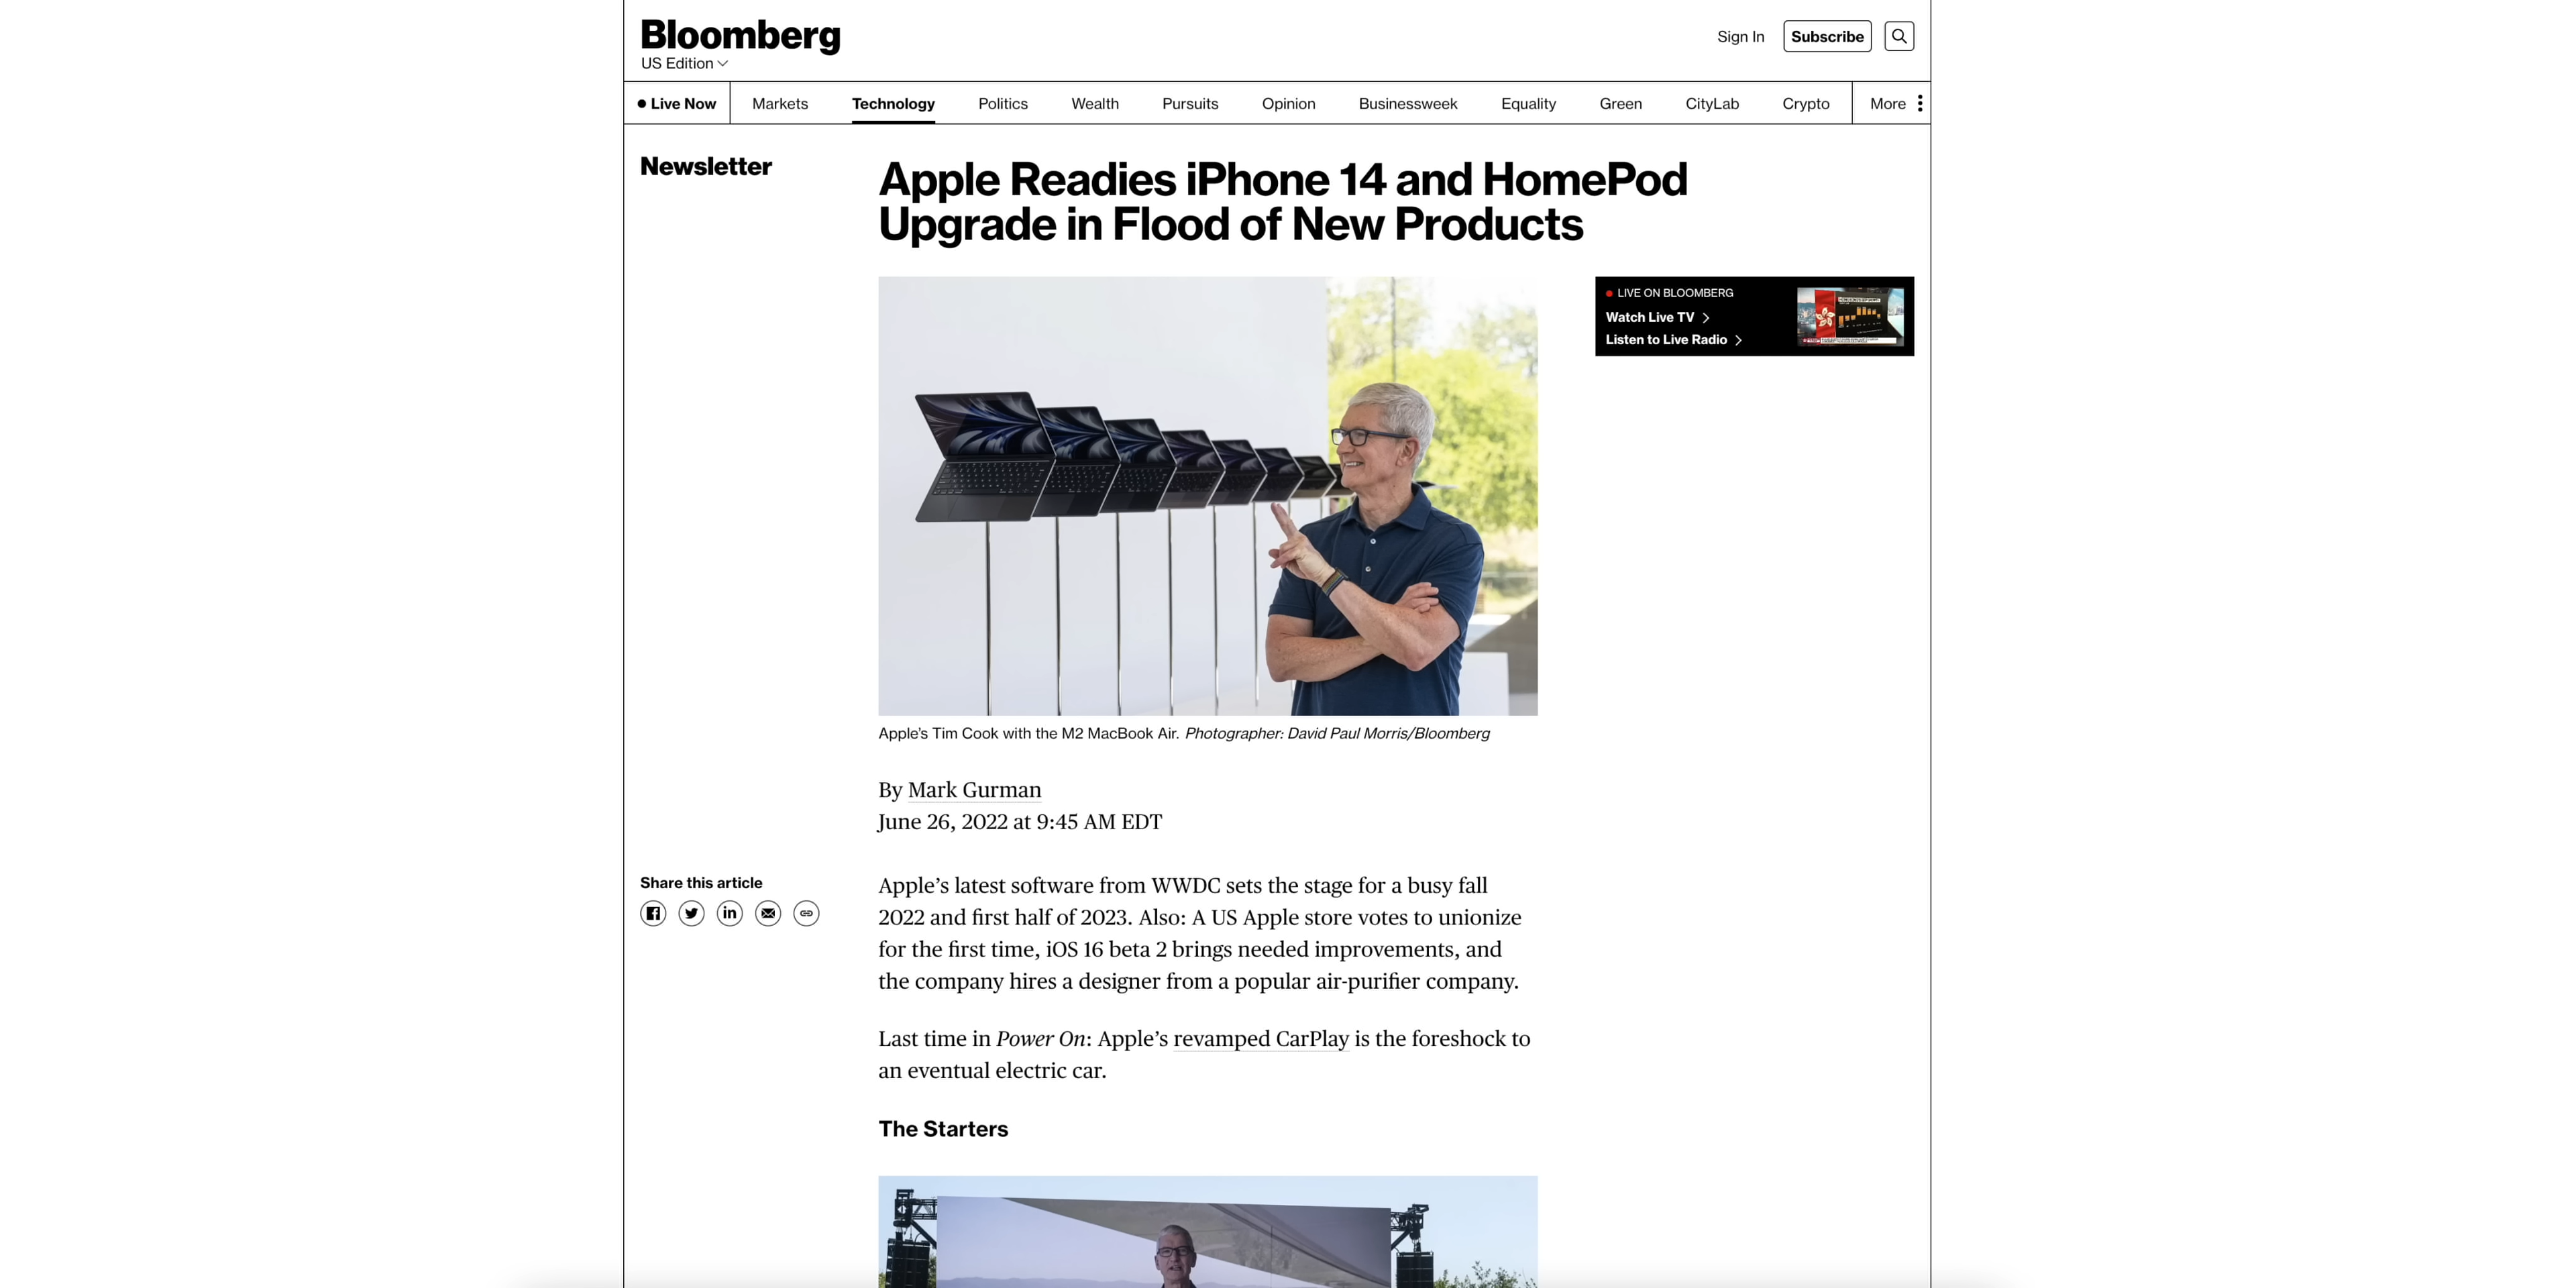 Bloomberg
US Edition
Sign In
Subscribe
Live Now
Markets
Technology
Politics
Wealth
Pursuits
Opinion
Businessweek
Equality
Green
CityLab
Crypto
More
Newsletter
Apple Readies iPhone 14 and HomePod
Upgrade in Flood of New Products
LIVE ON BLOOMBERG
Watch Live TV
Listen to Live Radio
Apple’s Tim Cook with the M2 MacBook Air. Photographer: David Paul Morris/Bloomberg
By Mark Gurman
June 26, 2022 at 9:45 AM EDT
Share this article
Apple’s latest software from WWDC sets the stage for a busy fall
2022 and first half of 2023. Also: A US Apple store votes to unionize
for the first time, iOS 16 beta 2 brings needed improvements, and
the company hires a designer from a popular air-purifier company.
Last time in Power On: Apple’s revamped CarPlay is the foreshock to
an eventual electric car.
The Starters